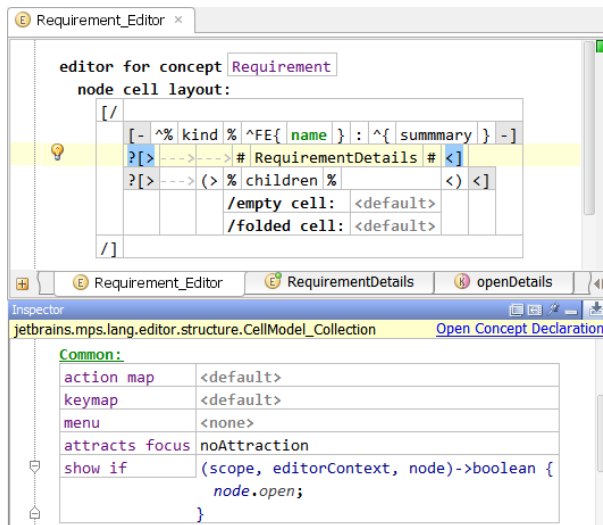 Requirement_Editor ×
editor for concept Requirement
node cell layout:
[/
[- ^% kind % ^FE{ name } : ^{ summmary } -]
?[> --->---> # RequirementDetails # <]
?[> ---> (> % children % <) <]
/empty cell: <default>
/folded cell: <default>
/]
Requirement_Editor RequirementDetails openDetails
Inspector
jetbrains.mps.lang.editor.structure.CellModel_Collection Open Concept Declaration
Common:
action map <default>
keymap <default>
menu <none>
attracts focus noAttraction
show if (scope, editorContext, node)->boolean {
node.open;
}